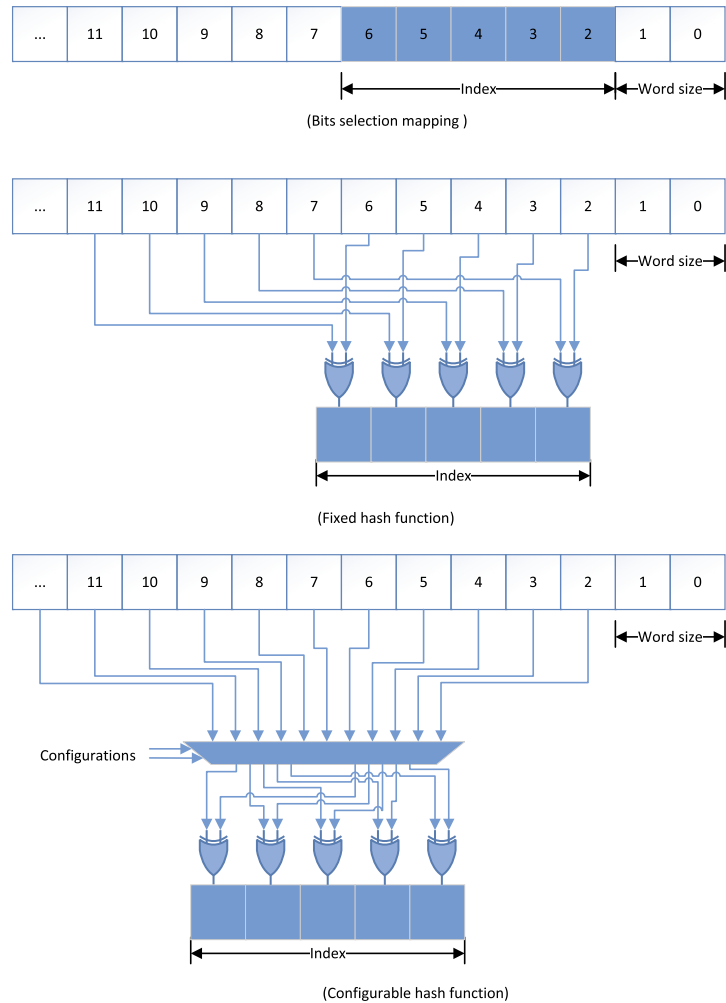 ... 11 10 9 8 7 6 5 4 3 2 1 0
Index Word size
(Bits selection mapping )
... 11 10 9 8 7 6 5 4 3 2 1 0
Word size
Index
(Fixed hash function)
... 11 10 9 8 7 6 5 4 3 2 1 0
Word size
Configurations
Index
(Configurable hash function)